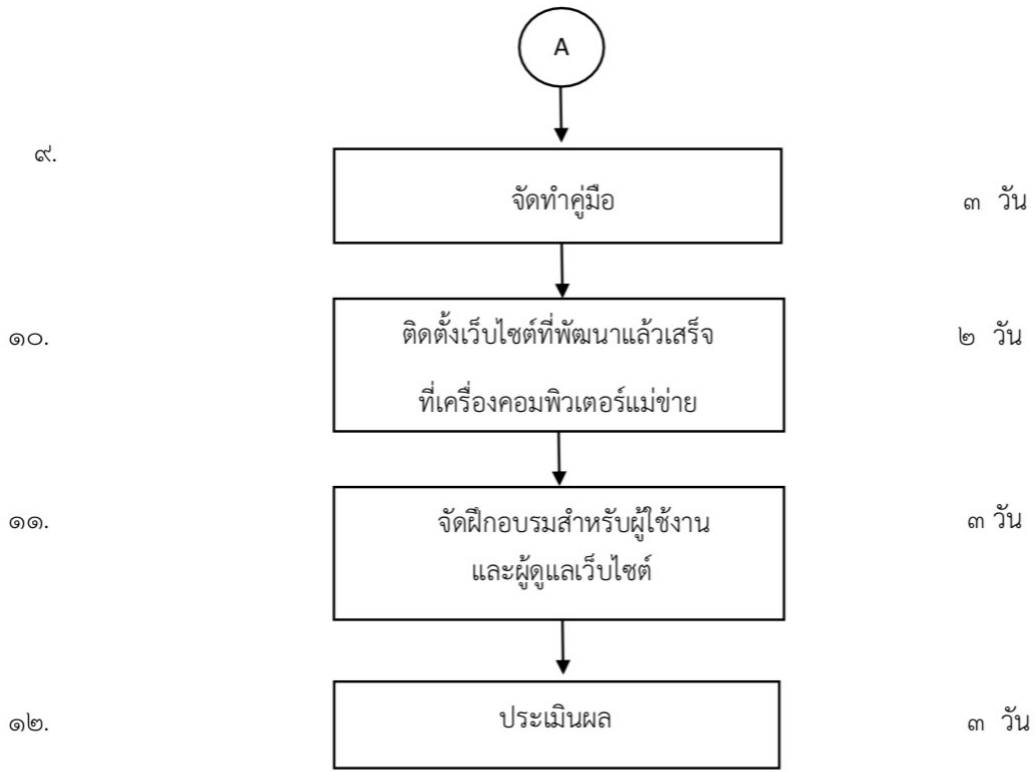 A
๙.
จัดทำคู่มือ
๓ วัน
๑๐.
ติดตั้งเว็บไซต์ที่พัฒนาแล้วเสร็จ
ที่เครื่องคอมพิวเตอร์แม่ข่าย
๒ วัน
๑๑.
จัดฝึกอบรมสำหรับผู้ใช้งาน
และผู้ดูแลเว็บไซต์
๓ วัน
๑๒.
ประเมินผล
๓ วัน